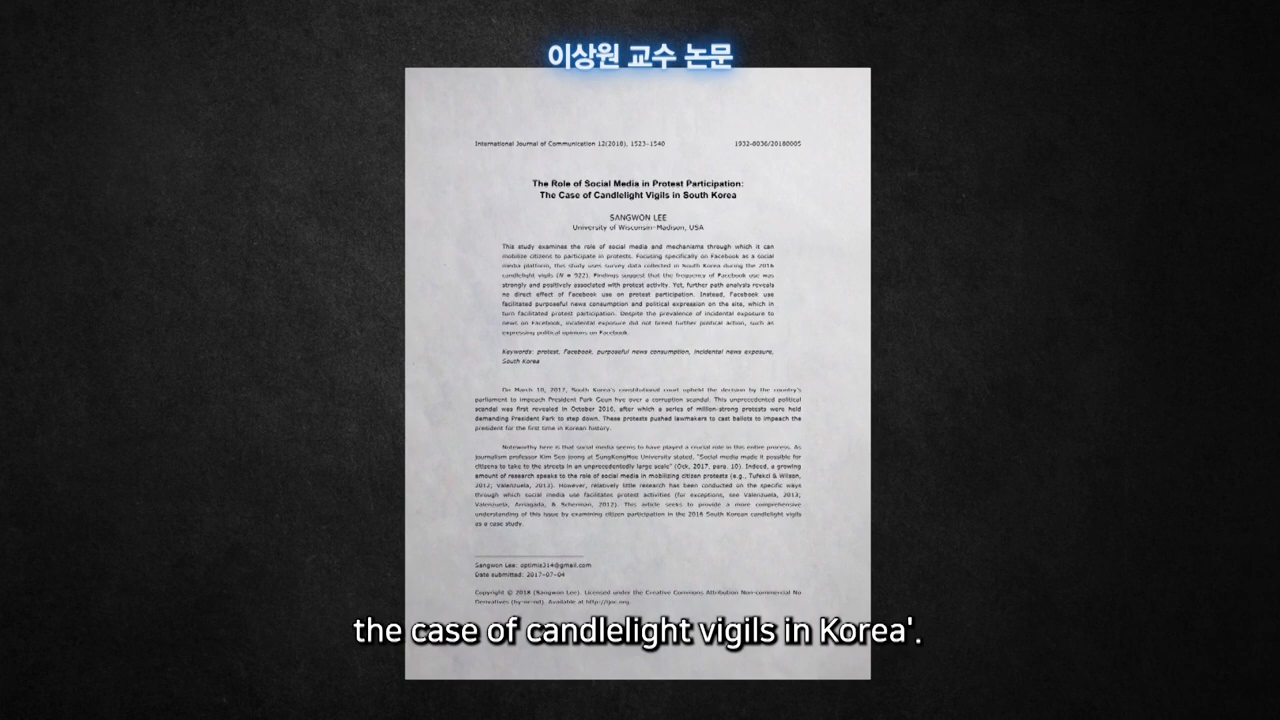 이상원 교수 논문
International Journal of Communication 12(2018), 1523–1540
1932–8036/20180005
The Role of Social Media in Protest Participation:
The Case of Candlelight Vigils in South Korea
SANGWON LEE
University of Wisconsin–Madison, USA
This study examines the role of social media and mechanisms through which it can
mobilize citizens to participate in protests. Focusing specifically on Facebook as a social
media platform, this study uses survey data collected in South Korea during the 2016
candlelight vigils (N = 922). Findings suggest that the frequency of Facebook use was
strongly and positively associated with protest activity. Yet, further path analysis reveals
no direct effect of Facebook use on protest participation. Instead, Facebook use
facilitated purposeful news consumption and political expression on the site, which in
turn facilitated protest participation. Despite the prevalence of incidental exposure to
news on Facebook, incidental exposure did not breed further political action, such as
expressing political opinions on Facebook.
Keywords: protest, Facebook, purposeful news consumption, incidental news exposure,
South Korea
On March 10, 2017, South Korea's constitutional court upheld the decision by the country's
parliament to impeach President Park Geun hye over a corruption scandal. This unprecedented political
scandal was first revealed in October 2016, after which a series of million-strong protests were held
demanding President Park to step down. These protests pushed lawmakers to cast ballots to impeach the
president for the first time in Korean history.
Noteworthy here is that social media seems to have played a crucial role in this entire process. As
journalism professor Kim Seo joong at SungKongHoe University stated, "Social media made it possible for
citizens to take to the streets in an unprecedentedly large scale" (Ock, 2017, para. 10). Indeed, a growing
amount of research speaks to the role of social media in mobilizing citizen protests (e.g., Tufekci & Wilson,
2012; Valenzuela, 2013). However, relatively little research has been conducted on the specific ways
through which social media use facilitates protest activities (for exceptions, see Valenzuela, 2013;
Valenzuela, Arriagada, & Scherman, 2012). This article seeks to provide a more comprehensive
understanding of this issue by examining citizen participation in the 2016 South Korean candlelight vigils
as a case study.
Sangwon Lee: optimis314@gmail.com
Date submitted: 2017–07–04
Copyright © 2018 (Sangwon Lee). Licensed under the Creative Commons Attribution Non-commercial No
Derivatives (by-nc-nd). Available at http://ijoc.org.
the case of candlelight vigils in Korea'.